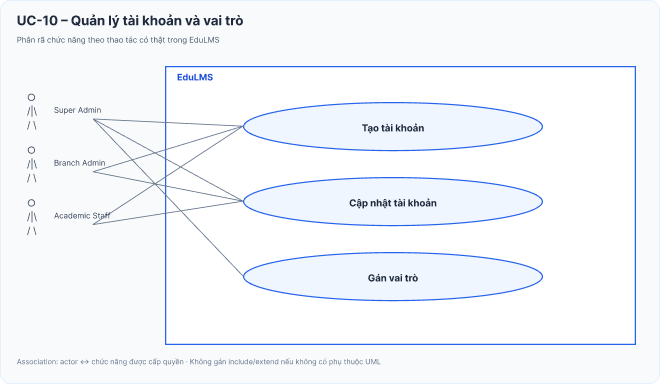 UC-10 – Quản lý tài khoản và vai trò
Phân rã chức năng theo thao tác có thật trong EduLMS
EduLMS
Super Admin
Tạo tài khoản
Branch Admin
Cập nhật tài khoản
Academic Staff
Gán vai trò
Association: actor ↔ chức năng được cấp quyền · Không gán include/extend nếu không có phụ thuộc UML